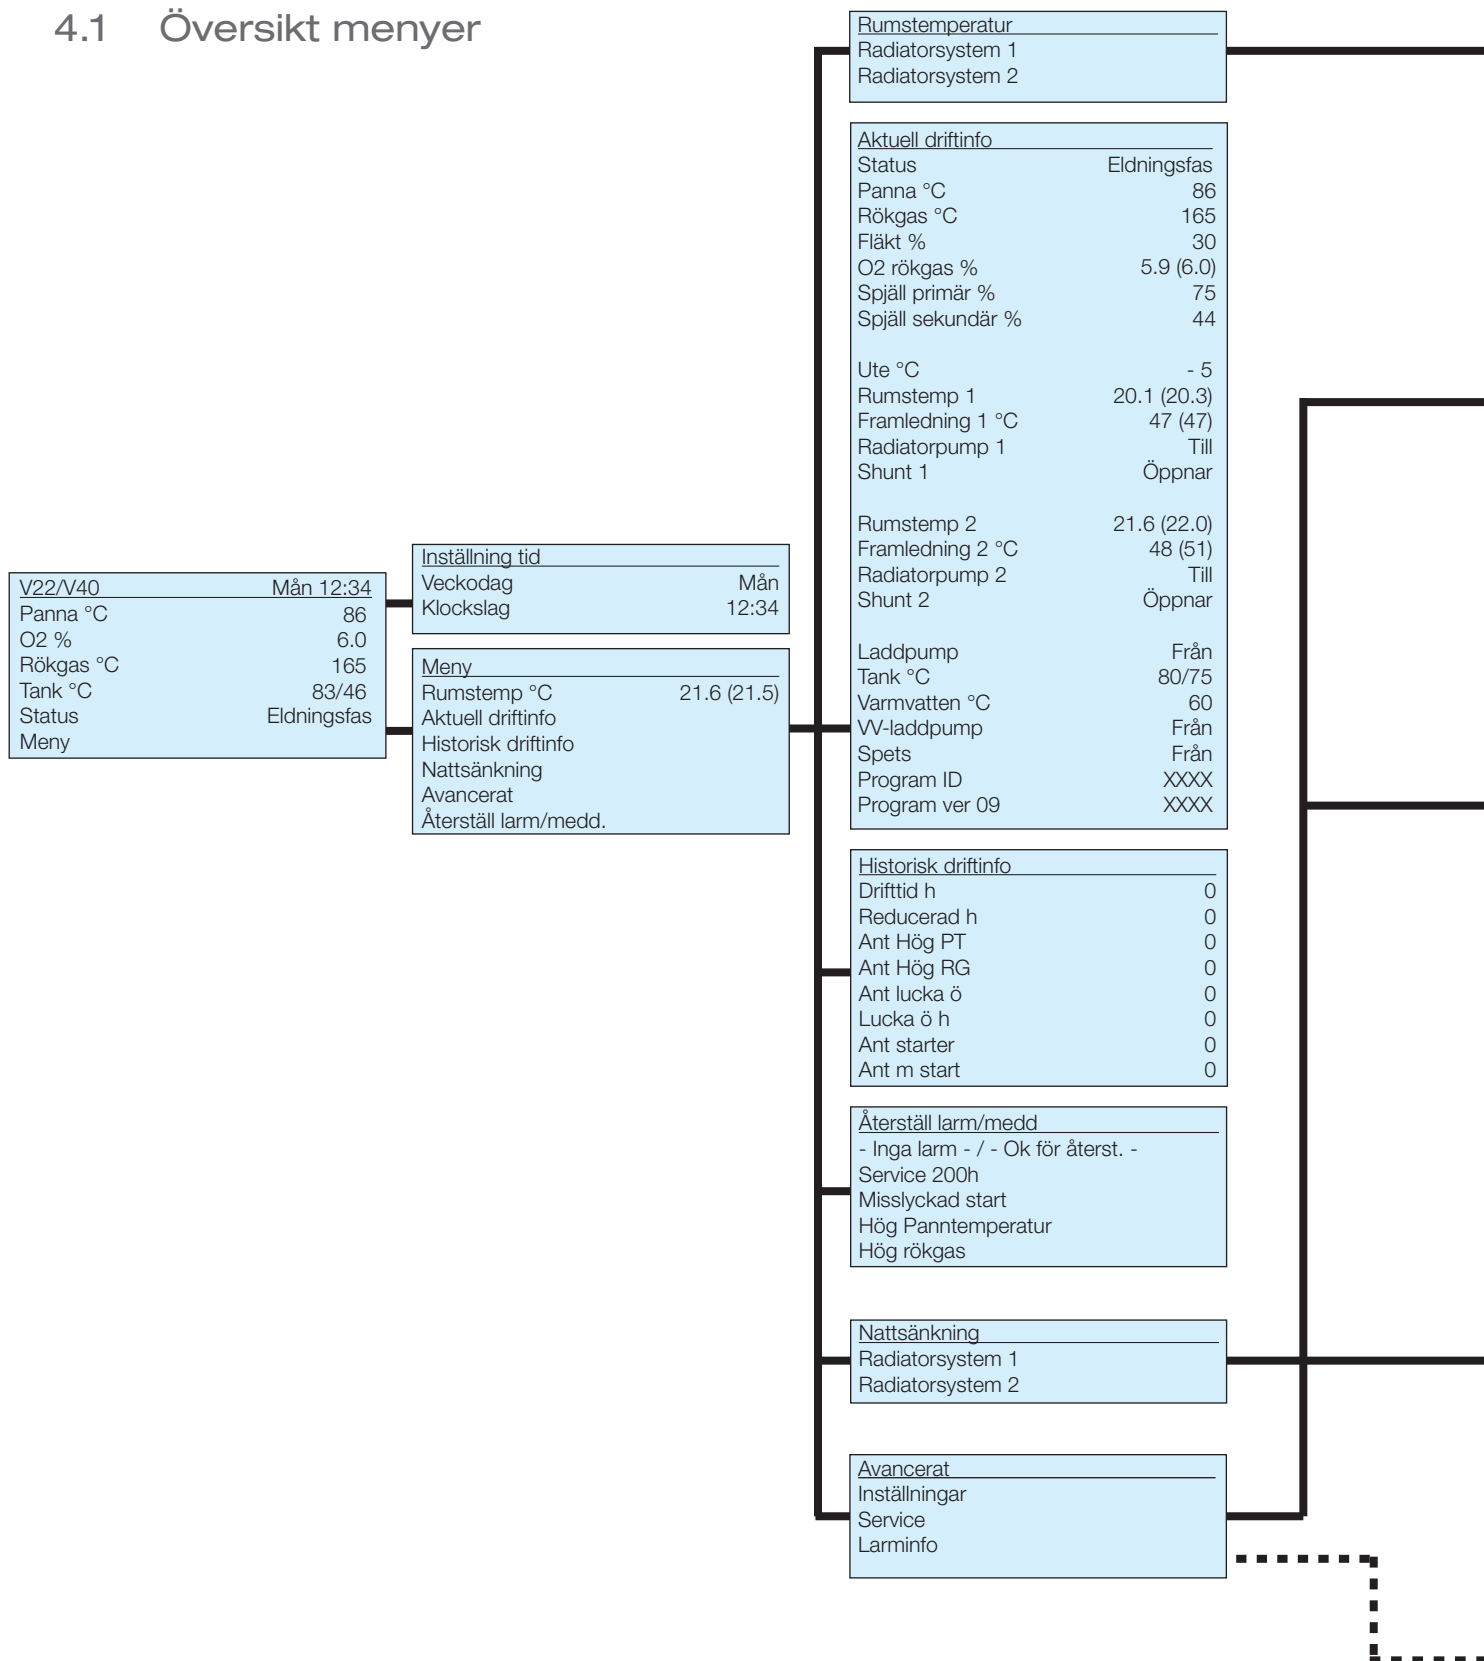 4.1 Översikt menyer
V22/V40 Mån 12:34
Panna °C 86
O2 % 6.0
Rökgas °C 165
Tank °C 83/46
Status Eldningsfas
Meny
Inställning tid
Veckodag Mån
Klockslag 12:34
Meny
Rumstemp °C 21.6 (21.5)
Aktuell driftinfo
Historisk driftinfo
Nattsänkning
Avancerat
Återställ larm/medd.
Rumstemperatur
Radiatorsystem 1
Radiatorsystem 2
Aktuell driftinfo
Status Eldningsfas
Panna °C 86
Rökgas °C 165
Fläkt % 30
O2 rökgas % 5.9 (6.0)
Spjäll primär % 75
Spjäll sekundär % 44
Ute °C - 5
Rumstemp 1 20.1 (20.3)
Framledning 1 °C 47 (47)
Radiatorpump 1 Till
Shunt 1 Öppnar
Rumstemp 2 21.6 (22.0)
Framledning 2 °C 48 (51)
Radiatorpump 2 Till
Shunt 2 Öppnar
Laddpump Från
Tank °C 80/75
Varmvatten °C 60
VV-laddpump Från
Spets Från
Program ID XXXX
Program ver 09 XXXX
Historisk driftinfo
Drifttid h 0
Reducerad h 0
Ant Hög PT 0
Ant Hög RG 0
Ant lucka ö 0
Lucka ö h 0
Ant starter 0
Ant m start 0
Återställ larm/medd
- Inga larm - / - Ok för återst. -
Service 200h
Misslyckad start
Hög Panntemperatur
Hög rökgas
Nattsänkning
Radiatorsystem 1
Radiatorsystem 2
Avancerat
Inställningar
Service
Larminfo